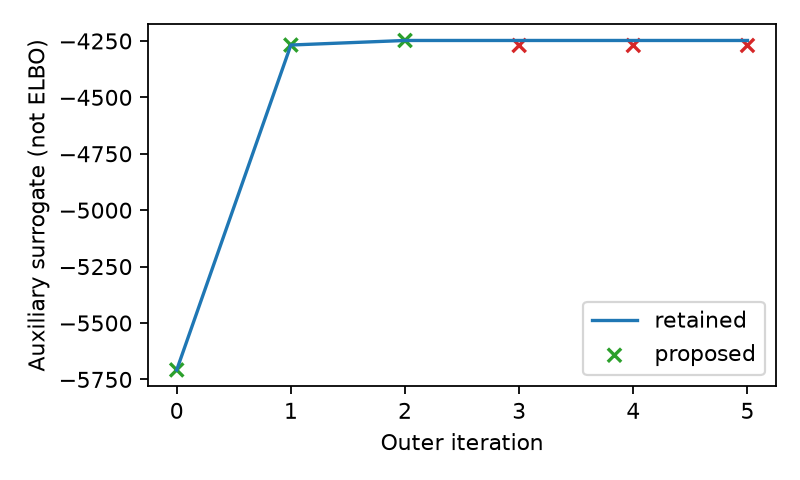 Auxiliary surrogate (not ELBO)
−4250
−4500
−4750
−5000
−5250
−5500
−5750
retained
proposed
0 1 2 3 4 5
Outer iteration